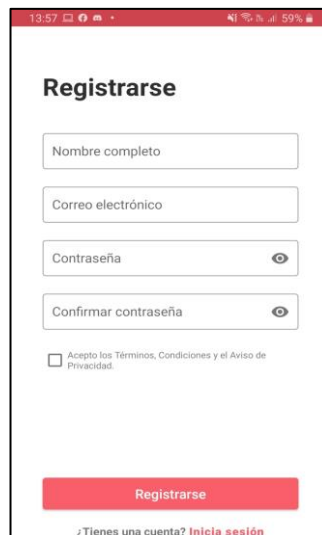 13:57 59%
Registrarse
Nombre completo
Correo electrónico
Contraseña
Confirmar contraseña
Acepto los Términos, Condiciones y el Aviso de
Privacidad.
Registrarse
¿Tienes una cuenta? Inicia sesión